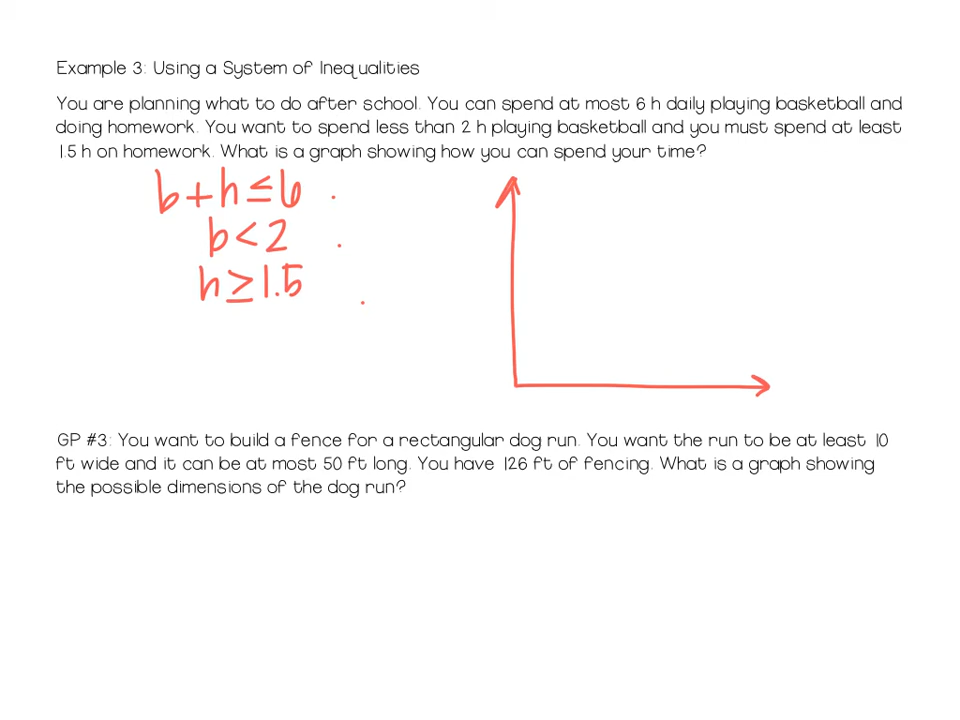 Example 3: Using a System of Inequalities
You are planning what to do after school. You can spend at most 6 h daily playing basketball and
doing homework. You want to spend less than 2 h playing basketball and you must spend at least
1.5 h on homework. What is a graph showing how you can spend your time?
b+h≤6
b<2
h≥1.5
GP #3: You want to build a fence for a rectangular dog run. You want the run to be at least 10
ft wide and it can be at most 50 ft long. You have 126 ft of fencing. What is a graph showing
the possible dimensions of the dog run?